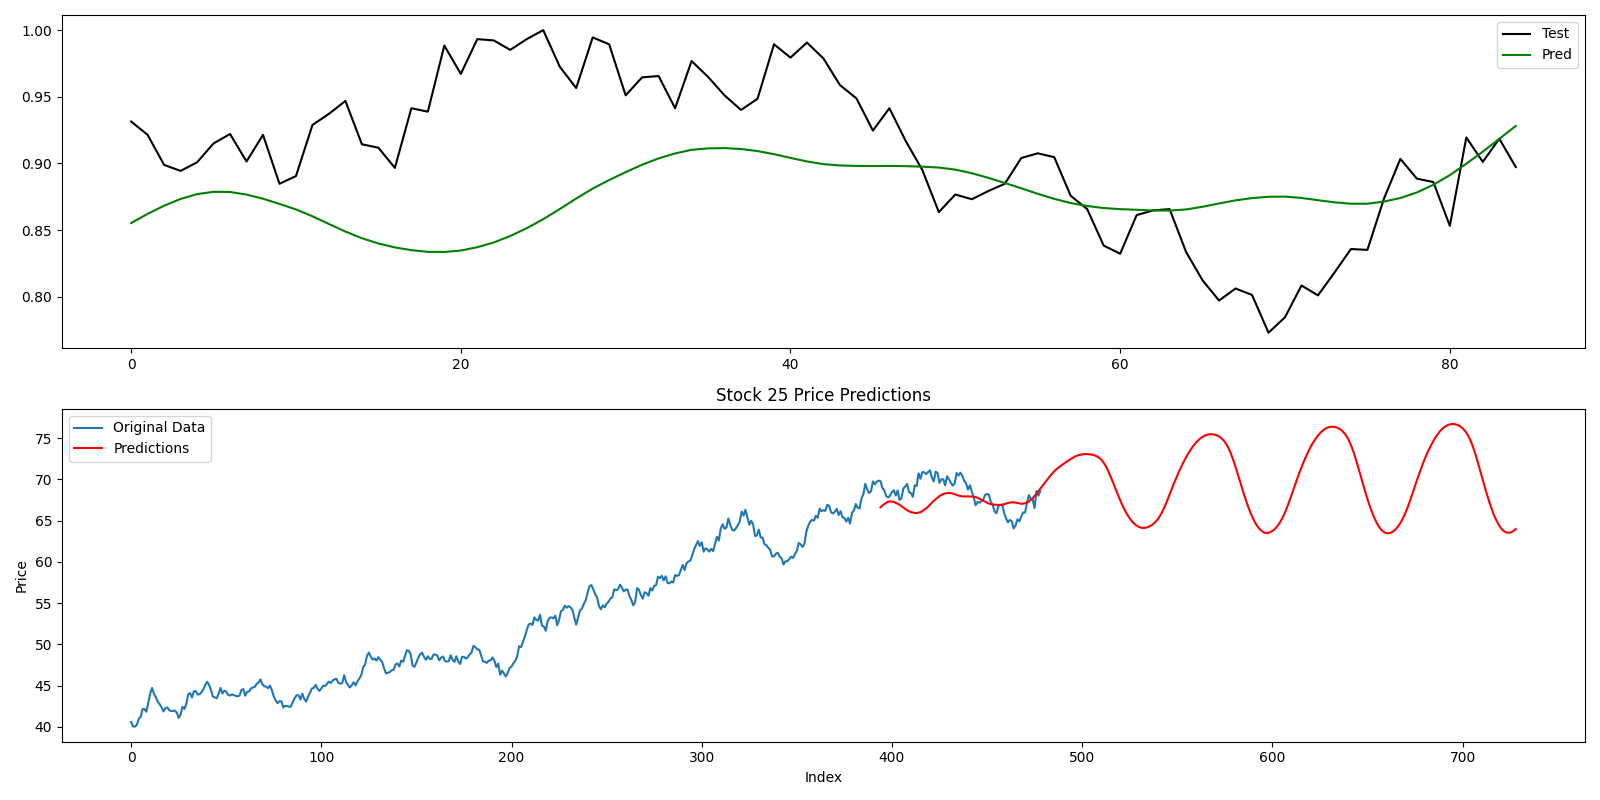 1.00
0.95
0.90
0.85
0.80
Test
Pred
0 20 40 60 80
Stock 25 Price Predictions
Original Data
Predictions
Price
75
70
65
60
55
50
45
40
0 100 200 300 400 500 600 700
Index